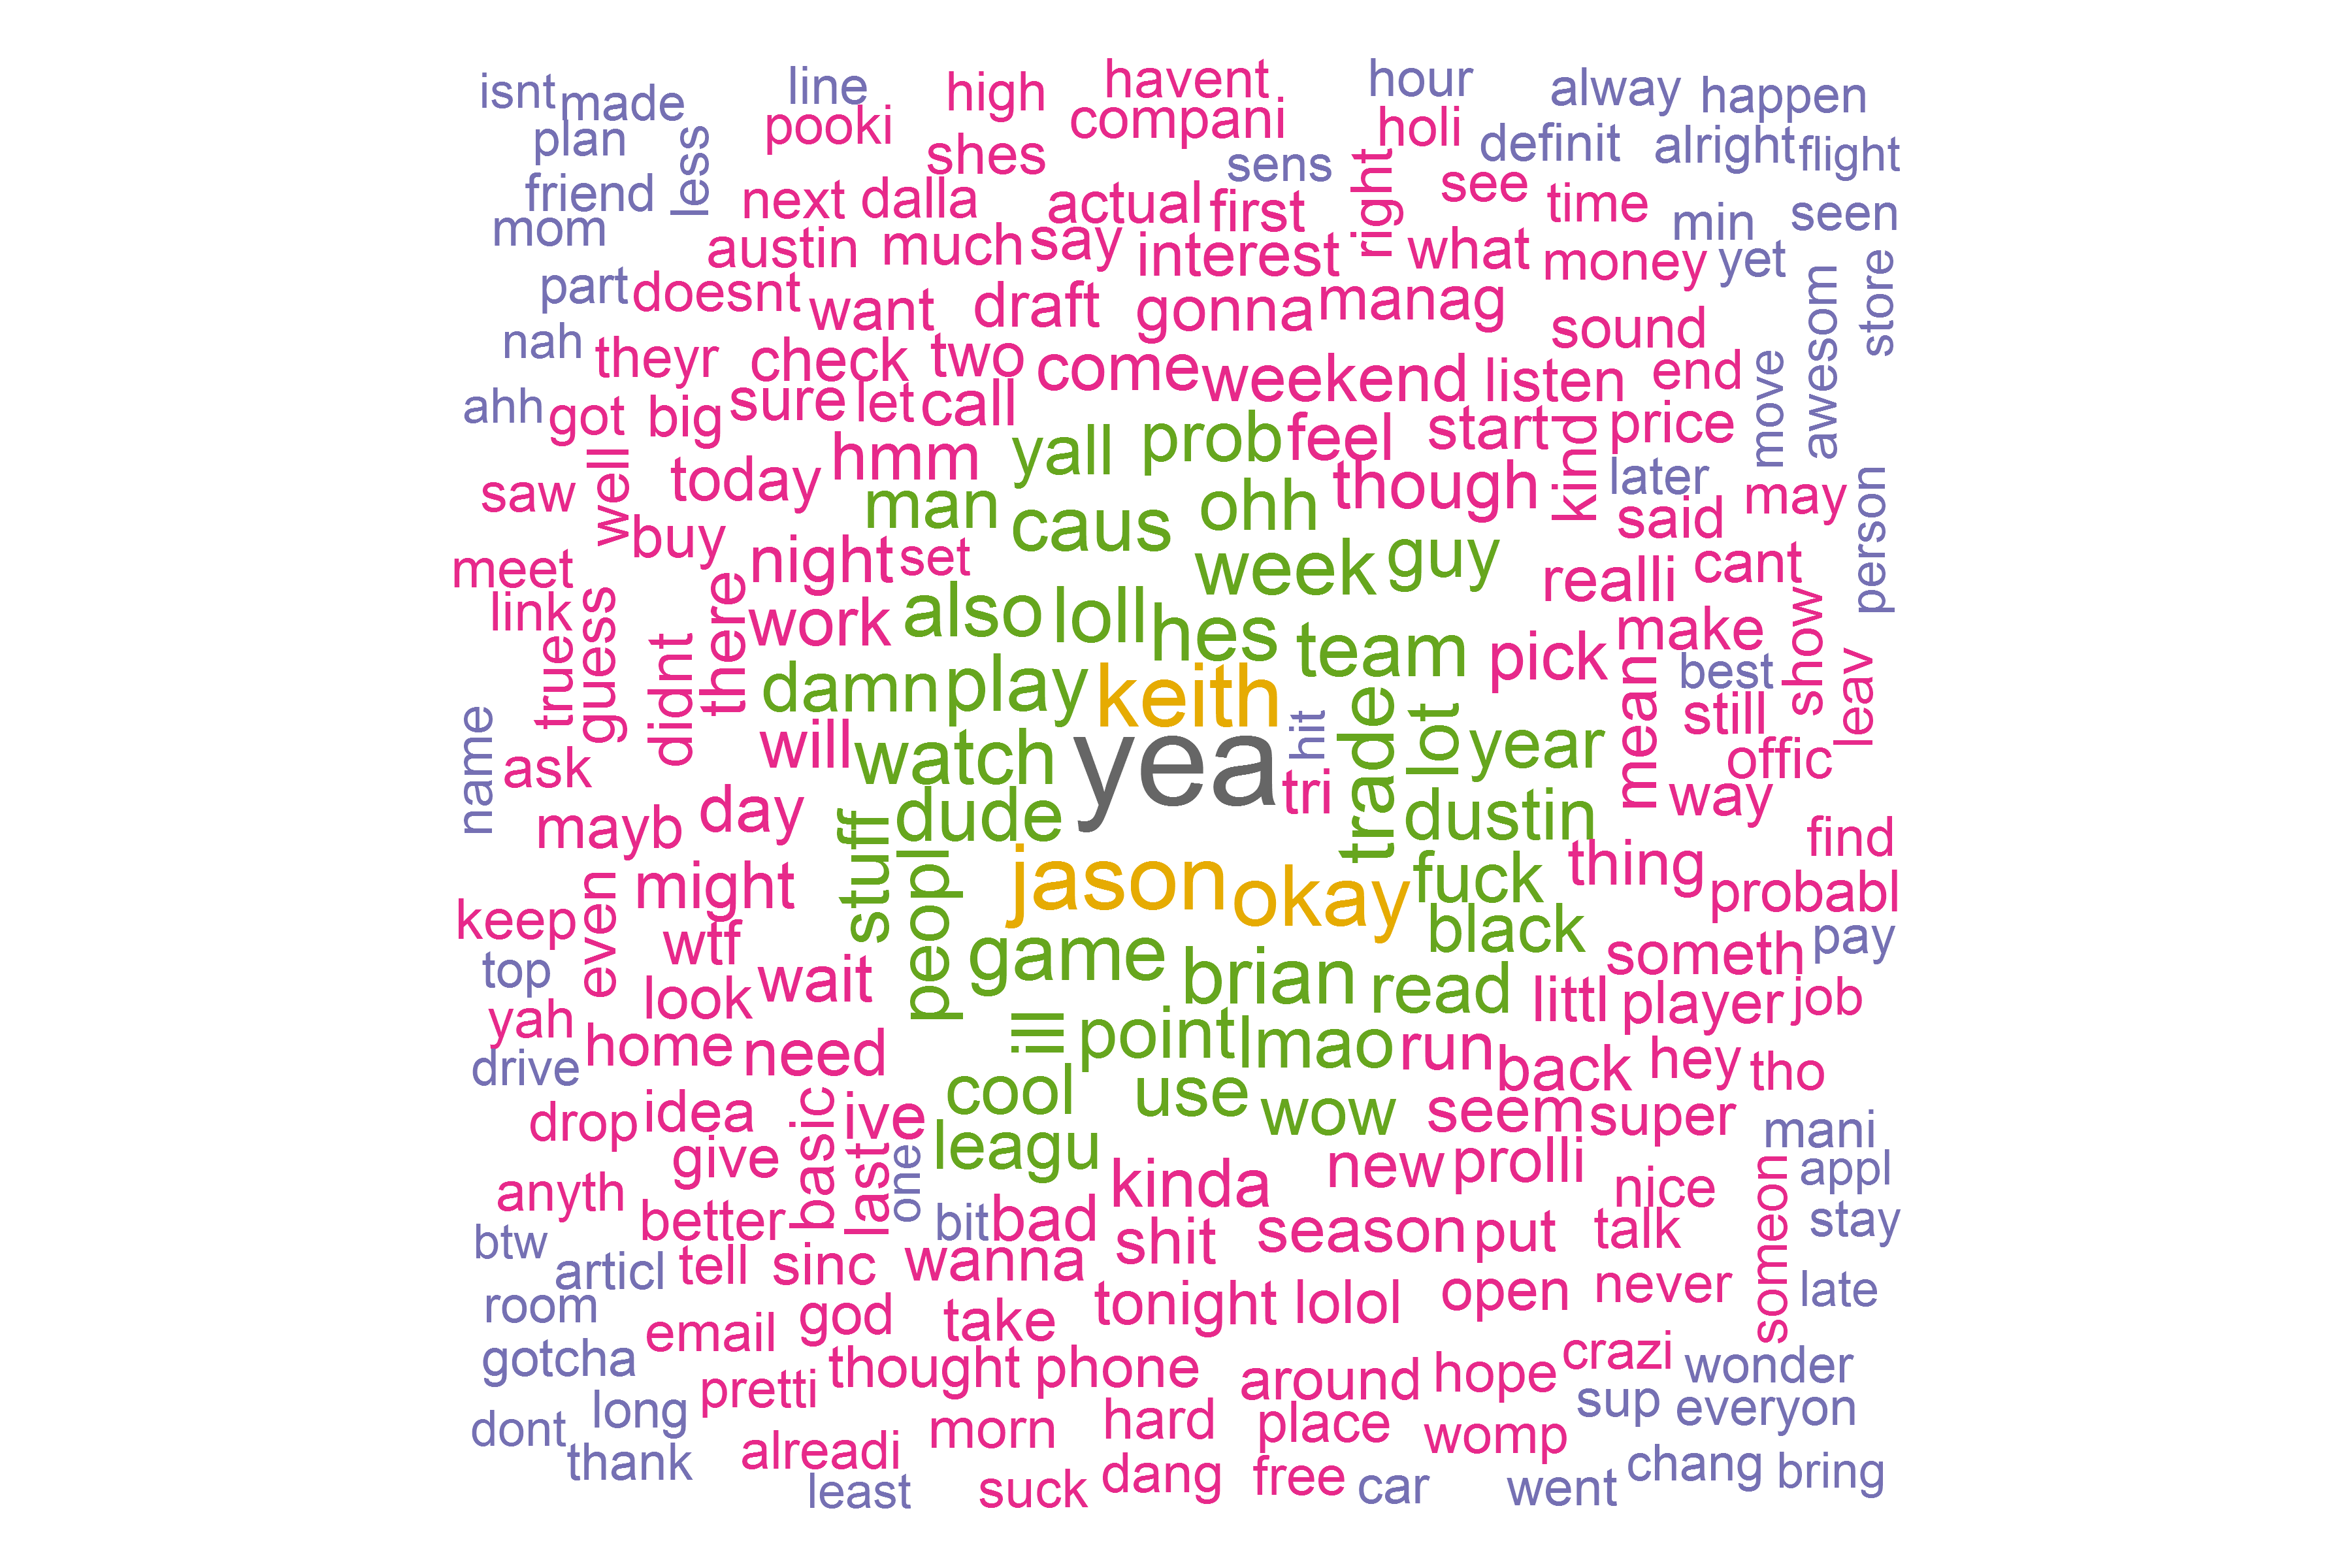 isnt made line high havent hour alway happen
plan less pooki shes compani holi definit alright flight
friend next dalla actual first sens right see time min seen
mom austin much say interest what money yet
part doesnt want draft gonna manag sound awesom store
nah theyr check two come weekend listen end move
ahh got big sure let call yall prob feel start kind price
saw well today hmm man caus ohh though later said may person
meet buy night set week guy realli cant
link guess there work also loll hes team pick make show
true didnt damn play keith trade lot mean best still leav
name ask will watch yea hit tri year offic way
mayb day stuff dude dustin find
keep even might peopl jason okay fuck thing probabl
top wtf wait game brian black someth pay
yah look read littl player job
drive home need ill point lmao run back hey tho
drop idea basic ive cool use wow seem super mani
anyth give last one leagu kinda new prolli nice someon appl
btw better bit bad shit season put talk stay
articl tell sinc wanna
room email god take tonight lolol open never late
gotcha pretti thought phone around hope crazi wonder
dont long morn hard place womp sup everyon
thank alreadi least suck dang free car went chang bring